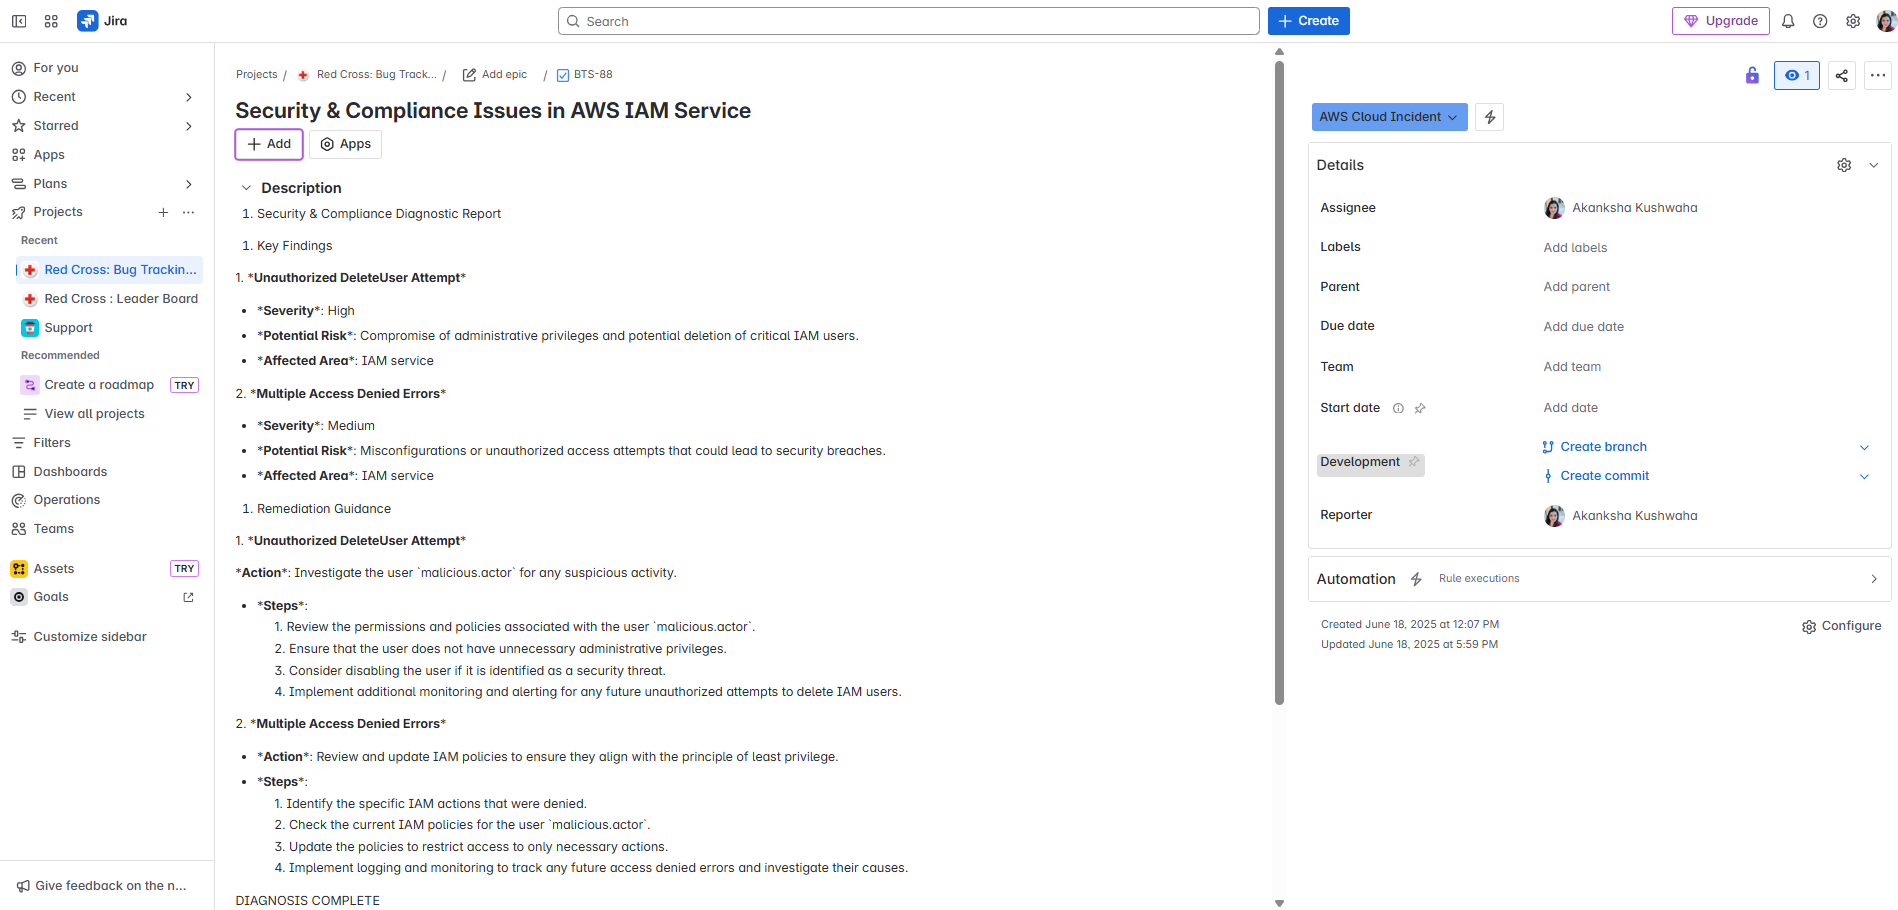 Jira
Search
Create
Upgrade
For you
Recent
Starred
Apps
Plans
Projects
Recent
Red Cross: Bug Trackin...
Red Cross : Leader Board
Support
Recommended
Create a roadmap TRY
View all projects
Filters
Dashboards
Operations
Teams
Assets TRY
Goals
Customize sidebar
Give feedback on the n...
Projects / Red Cross: Bug Track... / Add epic / BTS-88
Security & Compliance Issues in AWS IAM Service
Add
Apps
Description
1. Security & Compliance Diagnostic Report
1. Key Findings
1. *Unauthorized DeleteUser Attempt*
• *Severity*: High
• *Potential Risk*: Compromise of administrative privileges and potential deletion of critical IAM users.
• *Affected Area*: IAM service
2. *Multiple Access Denied Errors*
• *Severity*: Medium
• *Potential Risk*: Misconfigurations or unauthorized access attempts that could lead to security breaches.
• *Affected Area*: IAM service
1. Remediation Guidance
1. *Unauthorized DeleteUser Attempt*
*Action*: Investigate the user `malicious.actor` for any suspicious activity.
• *Steps*:
1. Review the permissions and policies associated with the user `malicious.actor`.
2. Ensure that the user does not have unnecessary administrative privileges.
3. Consider disabling the user if it is identified as a security threat.
4. Implement additional monitoring and alerting for any future unauthorized attempts to delete IAM users.
2. *Multiple Access Denied Errors*
• *Action*: Review and update IAM policies to ensure they align with the principle of least privilege.
• *Steps*:
1. Identify the specific IAM actions that were denied.
2. Check the current IAM policies for the user `malicious.actor`.
3. Update the policies to restrict access to only necessary actions.
4. Implement logging and monitoring to track any future access denied errors and investigate their causes.
DIAGNOSIS COMPLETE
1
AWS Cloud Incident
Details
Assignee Akanksha Kushwaha
Labels Add labels
Parent Add parent
Due date Add due date
Team Add team
Start date Add date
Development Create branch
Create commit
Reporter Akanksha Kushwaha
Automation Rule executions
Created June 18, 2025 at 12:07 PM
Updated June 18, 2025 at 5:59 PM
Configure